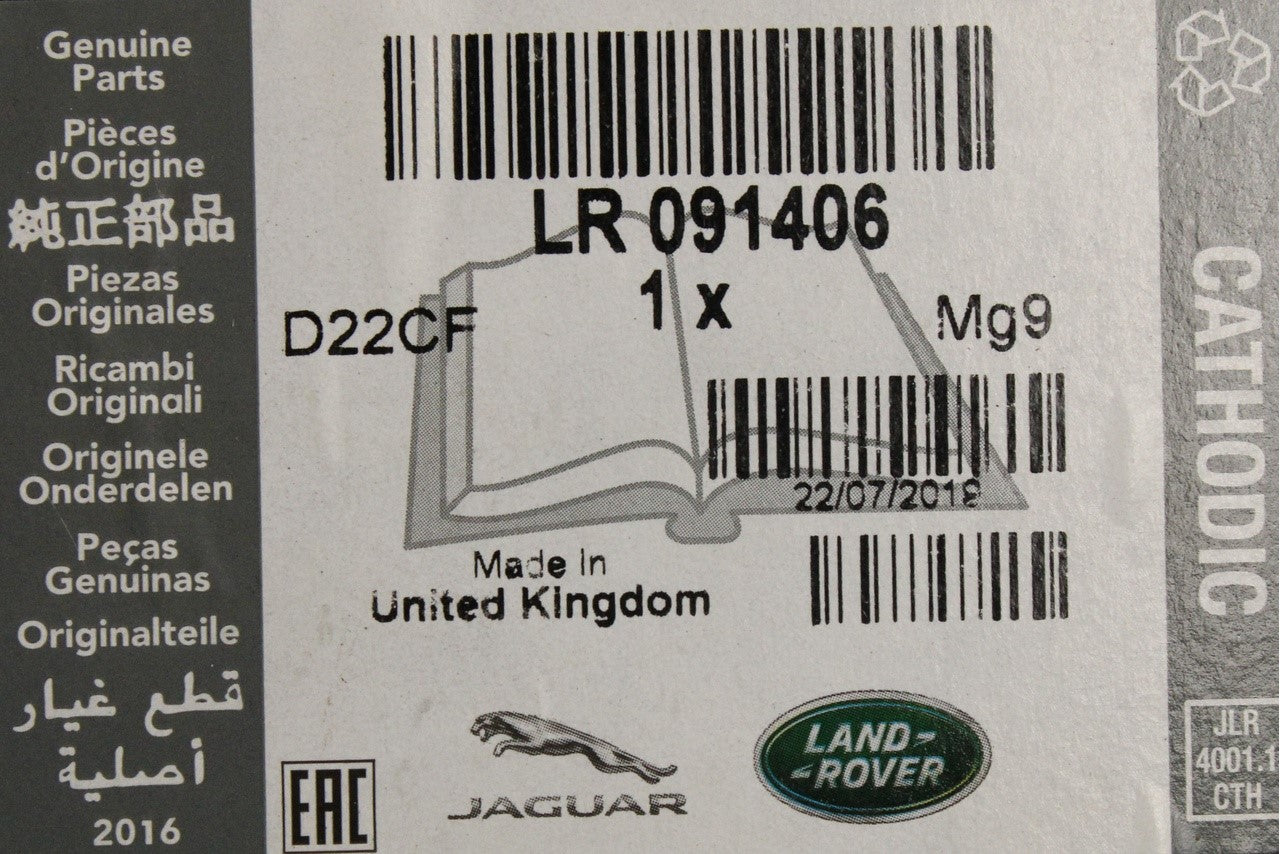 Genuine
Parts
Pièces
d'Origine
純正部品
Piezas
Originales
Ricambi
Originali
Originele
Onderdelen
Peças
Genuinas
Originalteile
قطع غيار
أصلية
2016
LR 091406
1 x
D22CF
Mg9
22/07/2019
Made In
United Kingdom
EAC
JAGUAR
LAND-
-ROVER
CATHODIC
JLR
4001.1
CTH